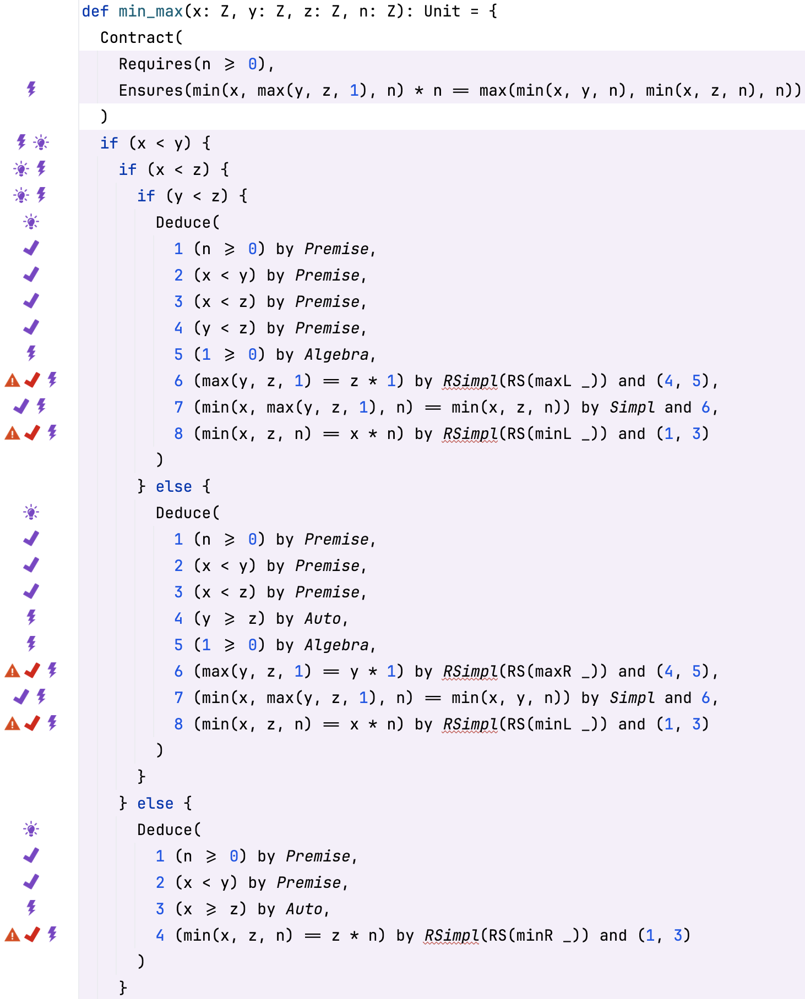 def min_max(x: Z, y: Z, z: Z, n: Z): Unit = {
  Contract(
    Requires(n ≥ 0),
    Ensures(min(x, max(y, z, 1), n) * n == max(min(x, y, n), min(x, z, n), n))
  )
  if (x < y) {
    if (x < z) {
      if (y < z) {
        Deduce(
          1 (n ≥ 0) by Premise,
          2 (x < y) by Premise,
          3 (x < z) by Premise,
          4 (y < z) by Premise,
          5 (1 ≥ 0) by Algebra,
          6 (max(y, z, 1) == z * 1) by RSimpl(RS(maxL _)) and (4, 5),
          7 (min(x, max(y, z, 1), n) == min(x, z, n)) by Simpl and 6,
          8 (min(x, z, n) == x * n) by RSimpl(RS(minL _)) and (1, 3)
        )
      } else {
        Deduce(
          1 (n ≥ 0) by Premise,
          2 (x < y) by Premise,
          3 (x < z) by Premise,
          4 (y ≥ z) by Auto,
          5 (1 ≥ 0) by Algebra,
          6 (max(y, z, 1) == y * 1) by RSimpl(RS(maxR _)) and (4, 5),
          7 (min(x, max(y, z, 1), n) == min(x, y, n)) by Simpl and 6,
          8 (min(x, z, n) == x * n) by RSimpl(RS(minL _)) and (1, 3)
        )
      }
    } else {
      Deduce(
        1 (n ≥ 0) by Premise,
        2 (x < y) by Premise,
        3 (x ≥ z) by Auto,
        4 (min(x, z, n) == z * n) by RSimpl(RS(minR _)) and (1, 3)
      )
    }